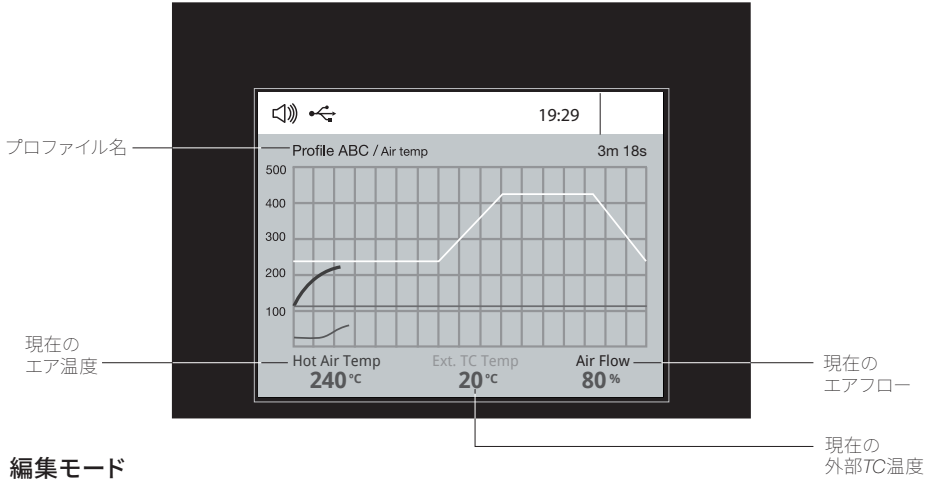 19:29
プロファイル名
Profile ABC / Air temp 3m 18s
500
400
300
200
100
現在の
エア温度
Hot Air Temp Ext. TC Temp Air Flow
240 °C 20 °C 80 %
現在の
エアフロー
現在の
外部TC温度
編集モード